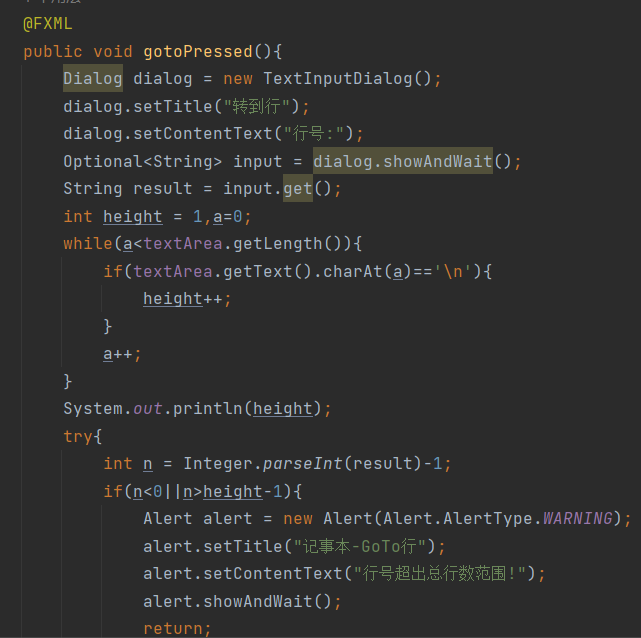 @FXML
public void gotoPressed(){
Dialog dialog = new TextInputDialog();
dialog.setTitle("转到行");
dialog.setContentText("行号:");
Optional<String> input = dialog.showAndWait();
String result = input.get();
int height = 1,a=0;
while(a<textArea.getLength()){
if(textArea.getText().charAt(a)=='\n'){
height++;
}
a++;
}
System.out.println(height);
try{
int n = Integer.parseInt(result)-1;
if(n<0||n>height-1){
Alert alert = new Alert(Alert.AlertType.WARNING);
alert.setTitle("记事本-GoTo行");
alert.setContentText("行号超出总行数范围!");
alert.showAndWait();
return;